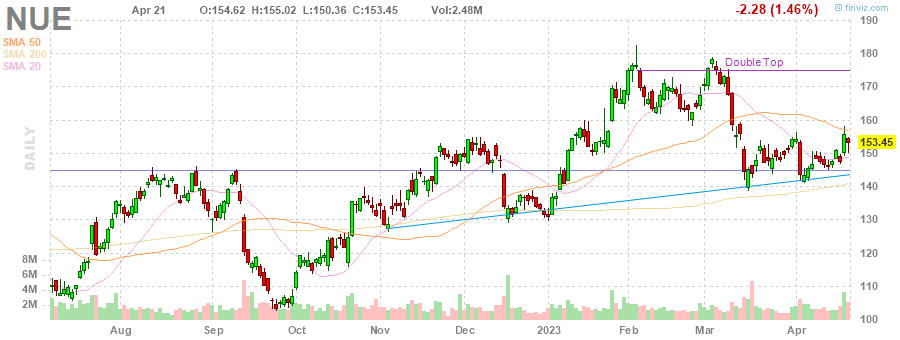 NUE Apr 21 O:154.62 H:155.02 L:150.36 C:153.45 Vol:2.48M -2.28 (1.46%) finviz.com
SMA 50
SMA 200
SMA 20
DAILY
Double Top
190
180
170
160
153.45
150
140
130
120
110
100
8M
6M
4M
2M
Aug Sep Oct Nov Dec 2023 Feb Mar Apr